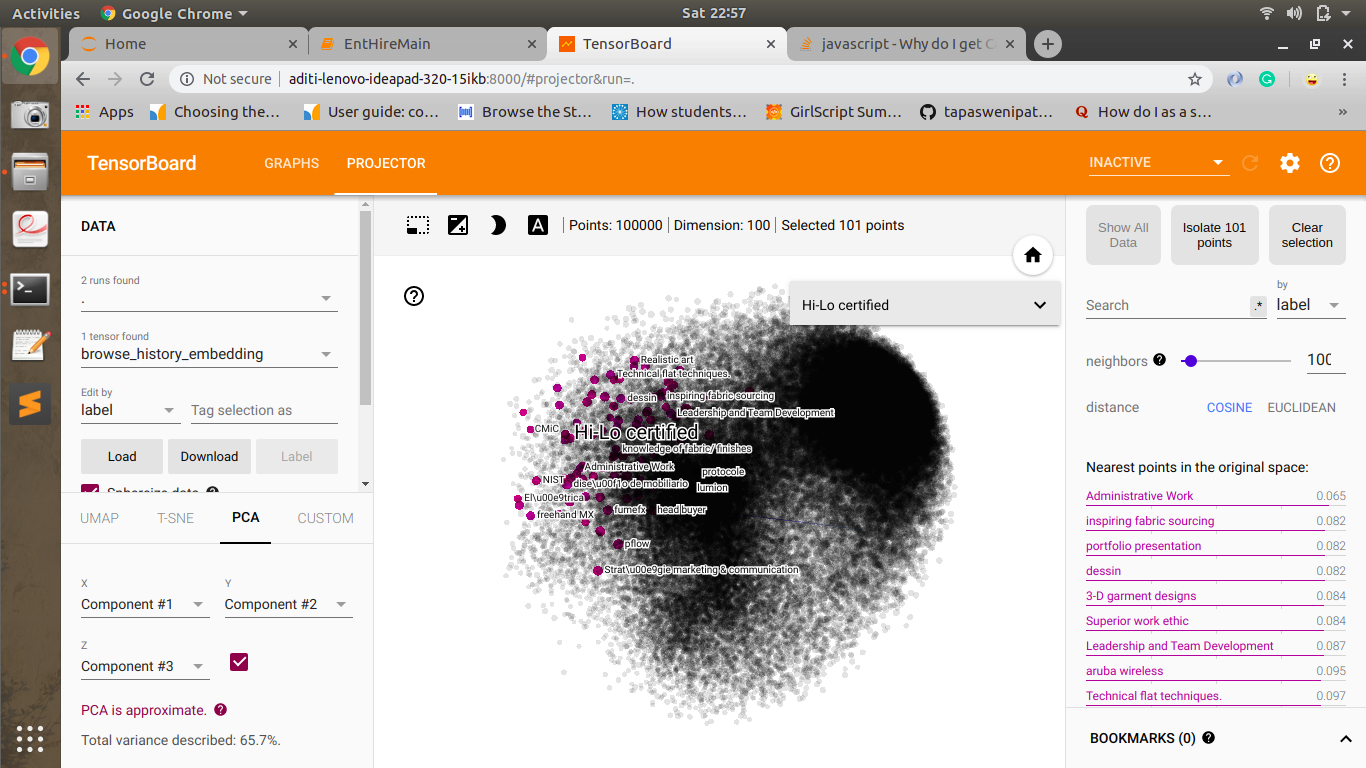 Activities Google Chrome Sat 22:57
Home EntHireMain TensorBoard javascript - Why do I get C
Not secure aditi-lenovo-ideapad-320-15ikb:8000/#projector&run=.
Apps Choosing the... User guide: co... Browse the St... How students... GirlScript Sum... tapaswenipat... How do I as a s... »
TensorBoard GRAPHS PROJECTOR INACTIVE
DATA
2 runs found
.
1 tensor found
browse_history_embedding
Edit by
label Tag selection as
Load Download Label
Spherize data
UMAP T-SNE PCA CUSTOM
X Y
Component #1 Component #2
Z
Component #3
PCA is approximate.
Total variance described: 65.7%.
A Points: 100000 Dimension: 100 Selected 101 points
Hi-Lo certified
Realistic art
Technical flat techniques.
dessin
inspiring fabric sourcing
Leadership and Team Development
CMiC
Hi-Lo certified
knowledge of fabric/ finishes
Administrative Work
protocole
NIST
dise\u00f1o de mobiliario
lumion
El\u00e9trica
freehand MX
fumefx
head buyer
pflow
Strat\u00e9gie marketing & communication
Show All Data
Isolate 101 points
Clear selection
Search .* by label
neighbors 100
distance COSINE EUCLIDEAN
Nearest points in the original space:
Administrative Work 0.065
inspiring fabric sourcing 0.082
portfolio presentation 0.082
dessin 0.082
3-D garment designs 0.084
Superior work ethic 0.084
Leadership and Team Development 0.087
aruba wireless 0.095
Technical flat techniques. 0.097
BOOKMARKS (0)